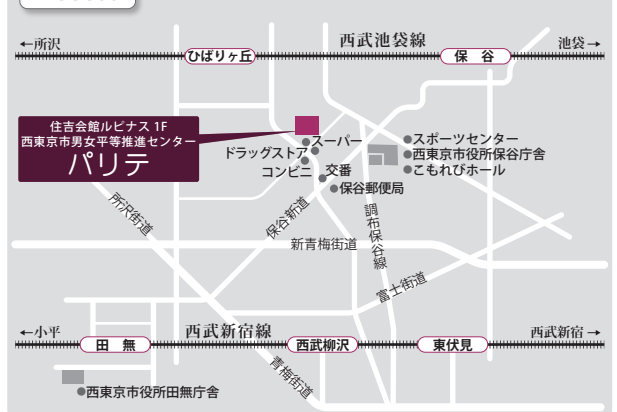 ←所沢
西武池袋線
池袋→
ひばりヶ丘
保 谷
住吉会館ルピナス 1F
西東京市男女平等推進センター
パリテ
スーパー
ドラッグストア
コンビニ
交番
保谷郵便局
スポーツセンター
西東京市役所保谷庁舎
こもれびホール
所沢街道
保谷新道
調布保谷線
新青梅街道
富士街道
←小平
西武新宿線
西武新宿→
田 無
西武柳沢
東伏見
青梅街道
西東京市役所田無庁舎